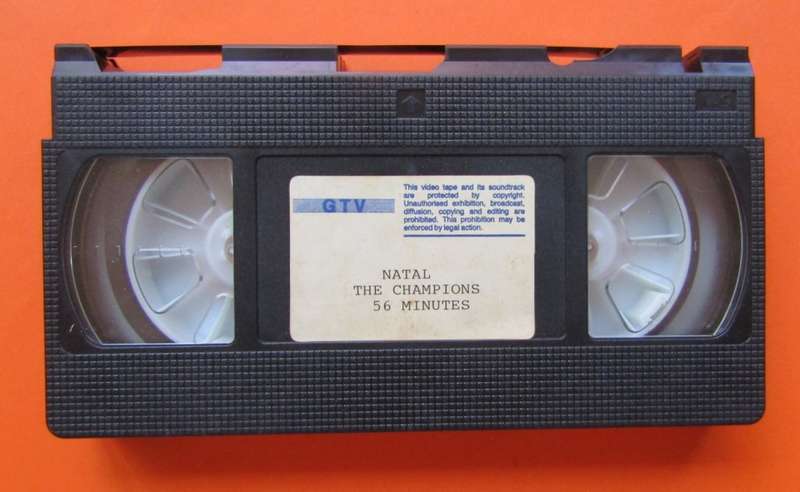 GTV
This video tape and its soundtrack
are protected by copyright.
Unauthorised exhibition, broadcast,
diffusion, copying and editing are
prohibited. This prohibition may be
enforced by legal action.
NATAL
THE CHAMPIONS
56 MINUTES